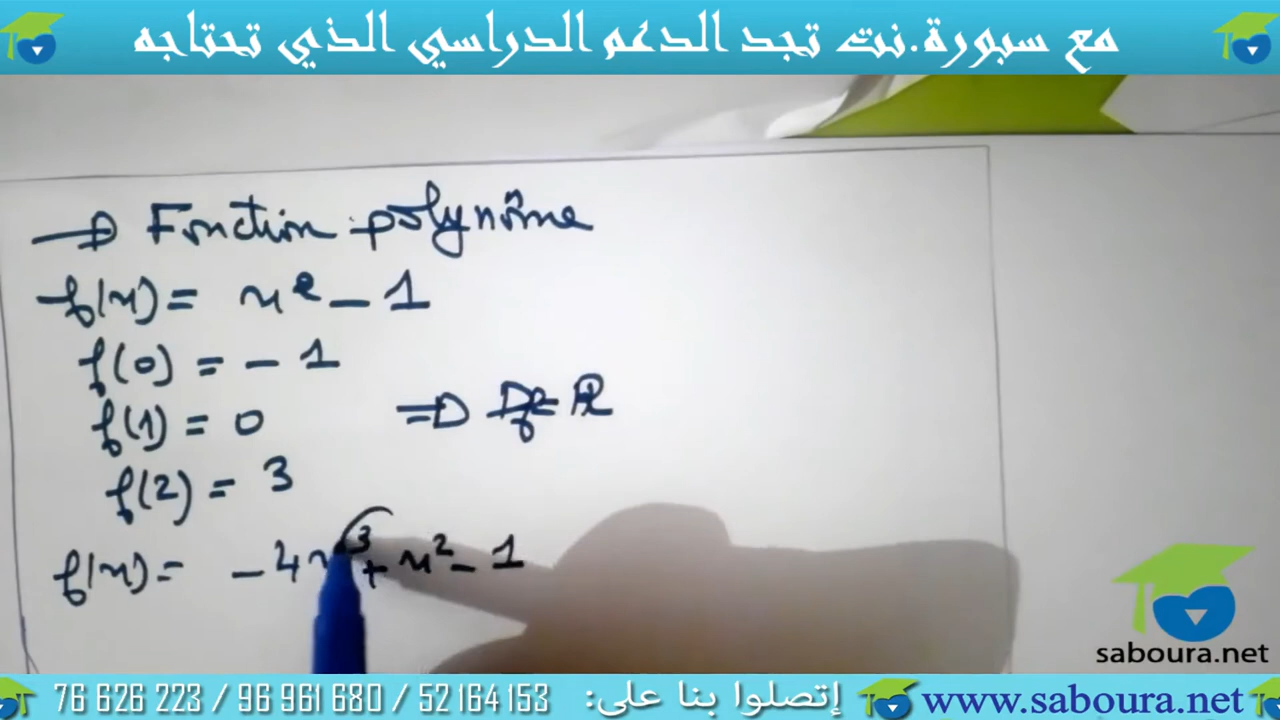 مع سبورة.نت تجد الدعم الدراسي الذي تحتاجه
Fonction polynôme
f(x) = x² - 1
f(0) = - 1
f(1) = 0
⇒ Df = ℝ
f(2) = 3
f(x) = - 4x³ + x² - 1
saboura.net
76 626 223 / 96 961 680 / 52 164 153 إتصلوا بنا على: www.saboura.net